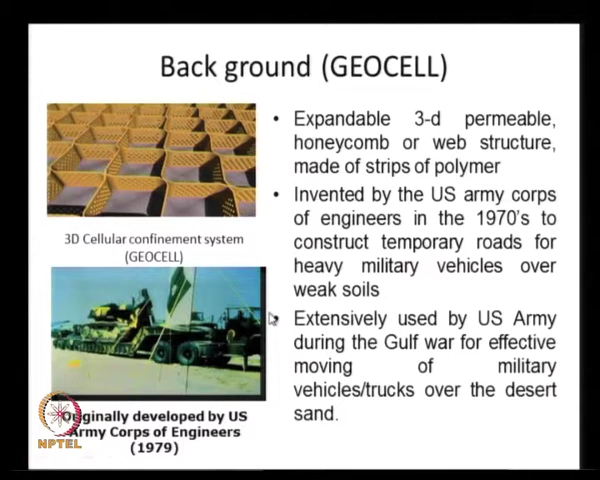 Back ground (GEOCELL)
3D Cellular confinement system
(GEOCELL)
Originally developed by US
Army Corps of Engineers
(1979)
NPTEL
• Expandable 3-d permeable,
honeycomb or web structure,
made of strips of polymer
• Invented by the US army corps
of engineers in the 1970's to
construct temporary roads for
heavy military vehicles over
weak soils
• Extensively used by US Army
during the Gulf war for effective
moving of military
vehicles/trucks over the desert
sand.